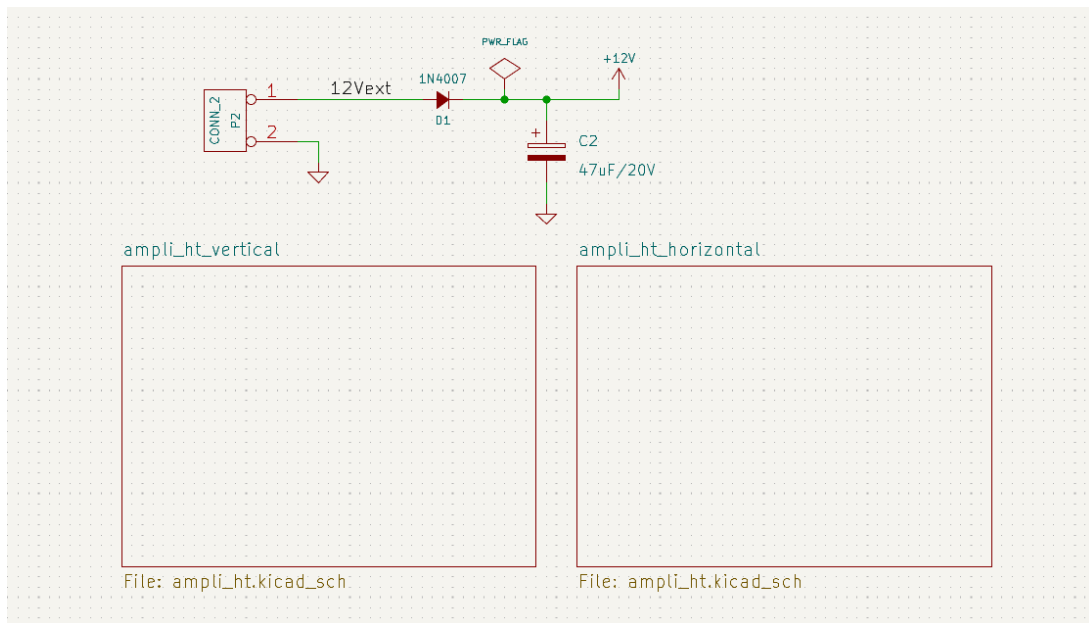 PWR_FLAG
+12V
1N4007
12Vext
1
CONN_2
P2
D1
2
+
C2
47uF/20V
ampli_ht_vertical
ampli_ht_horizontal
File: ampli_ht.kicad_sch
File: ampli_ht.kicad_sch